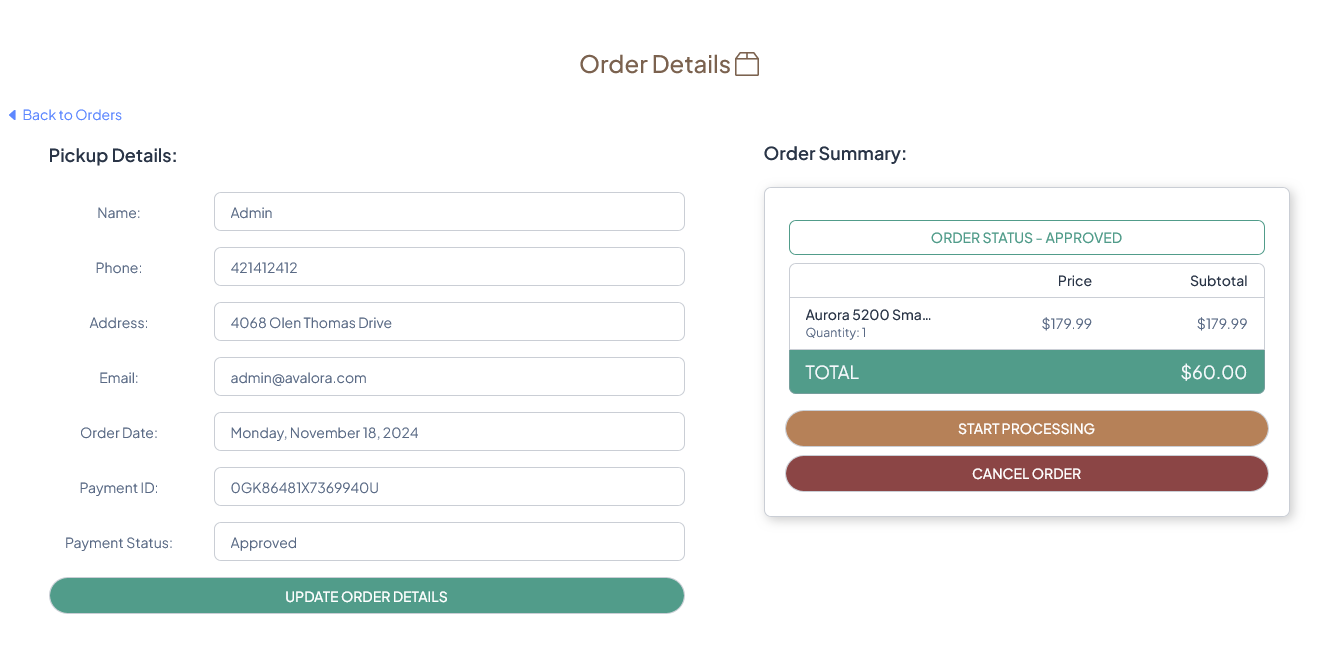 Order Details
Back to Orders
Pickup Details:
Name: Admin
Phone: 421412412
Address: 4068 Olen Thomas Drive
Email: admin@avalora.com
Order Date: Monday, November 18, 2024
Payment ID: 0GK86481X7369940U
Payment Status: Approved
UPDATE ORDER DETAILS
Order Summary:
ORDER STATUS - APPROVED
Price Subtotal
Aurora 5200 Sma... $179.99 $179.99
Quantity: 1
TOTAL $60.00
START PROCESSING
CANCEL ORDER